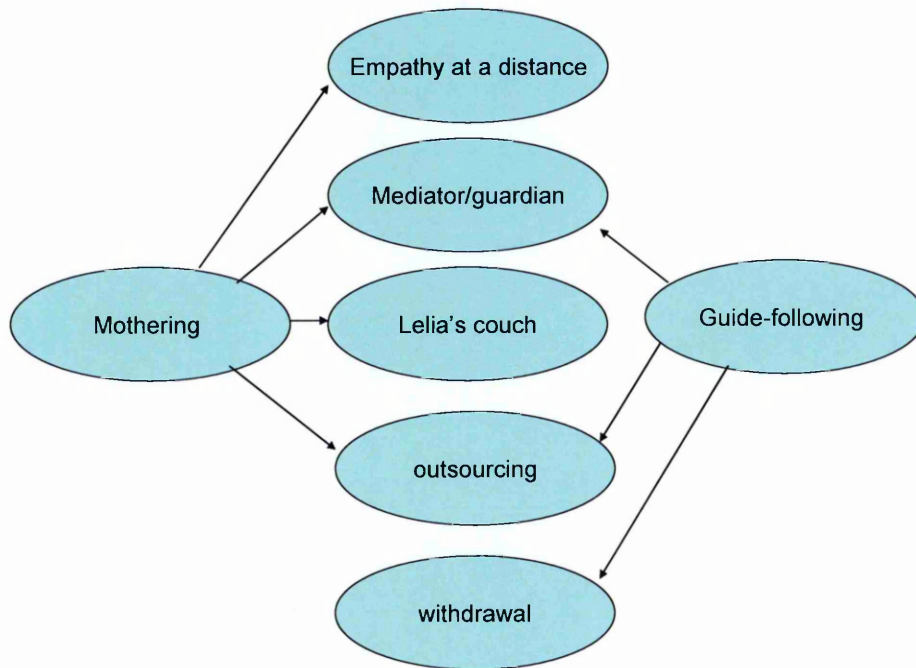 Empathy at a distance
Mediator/guardian
Mothering
Lelia's couch
Guide-following
outsourcing
withdrawal